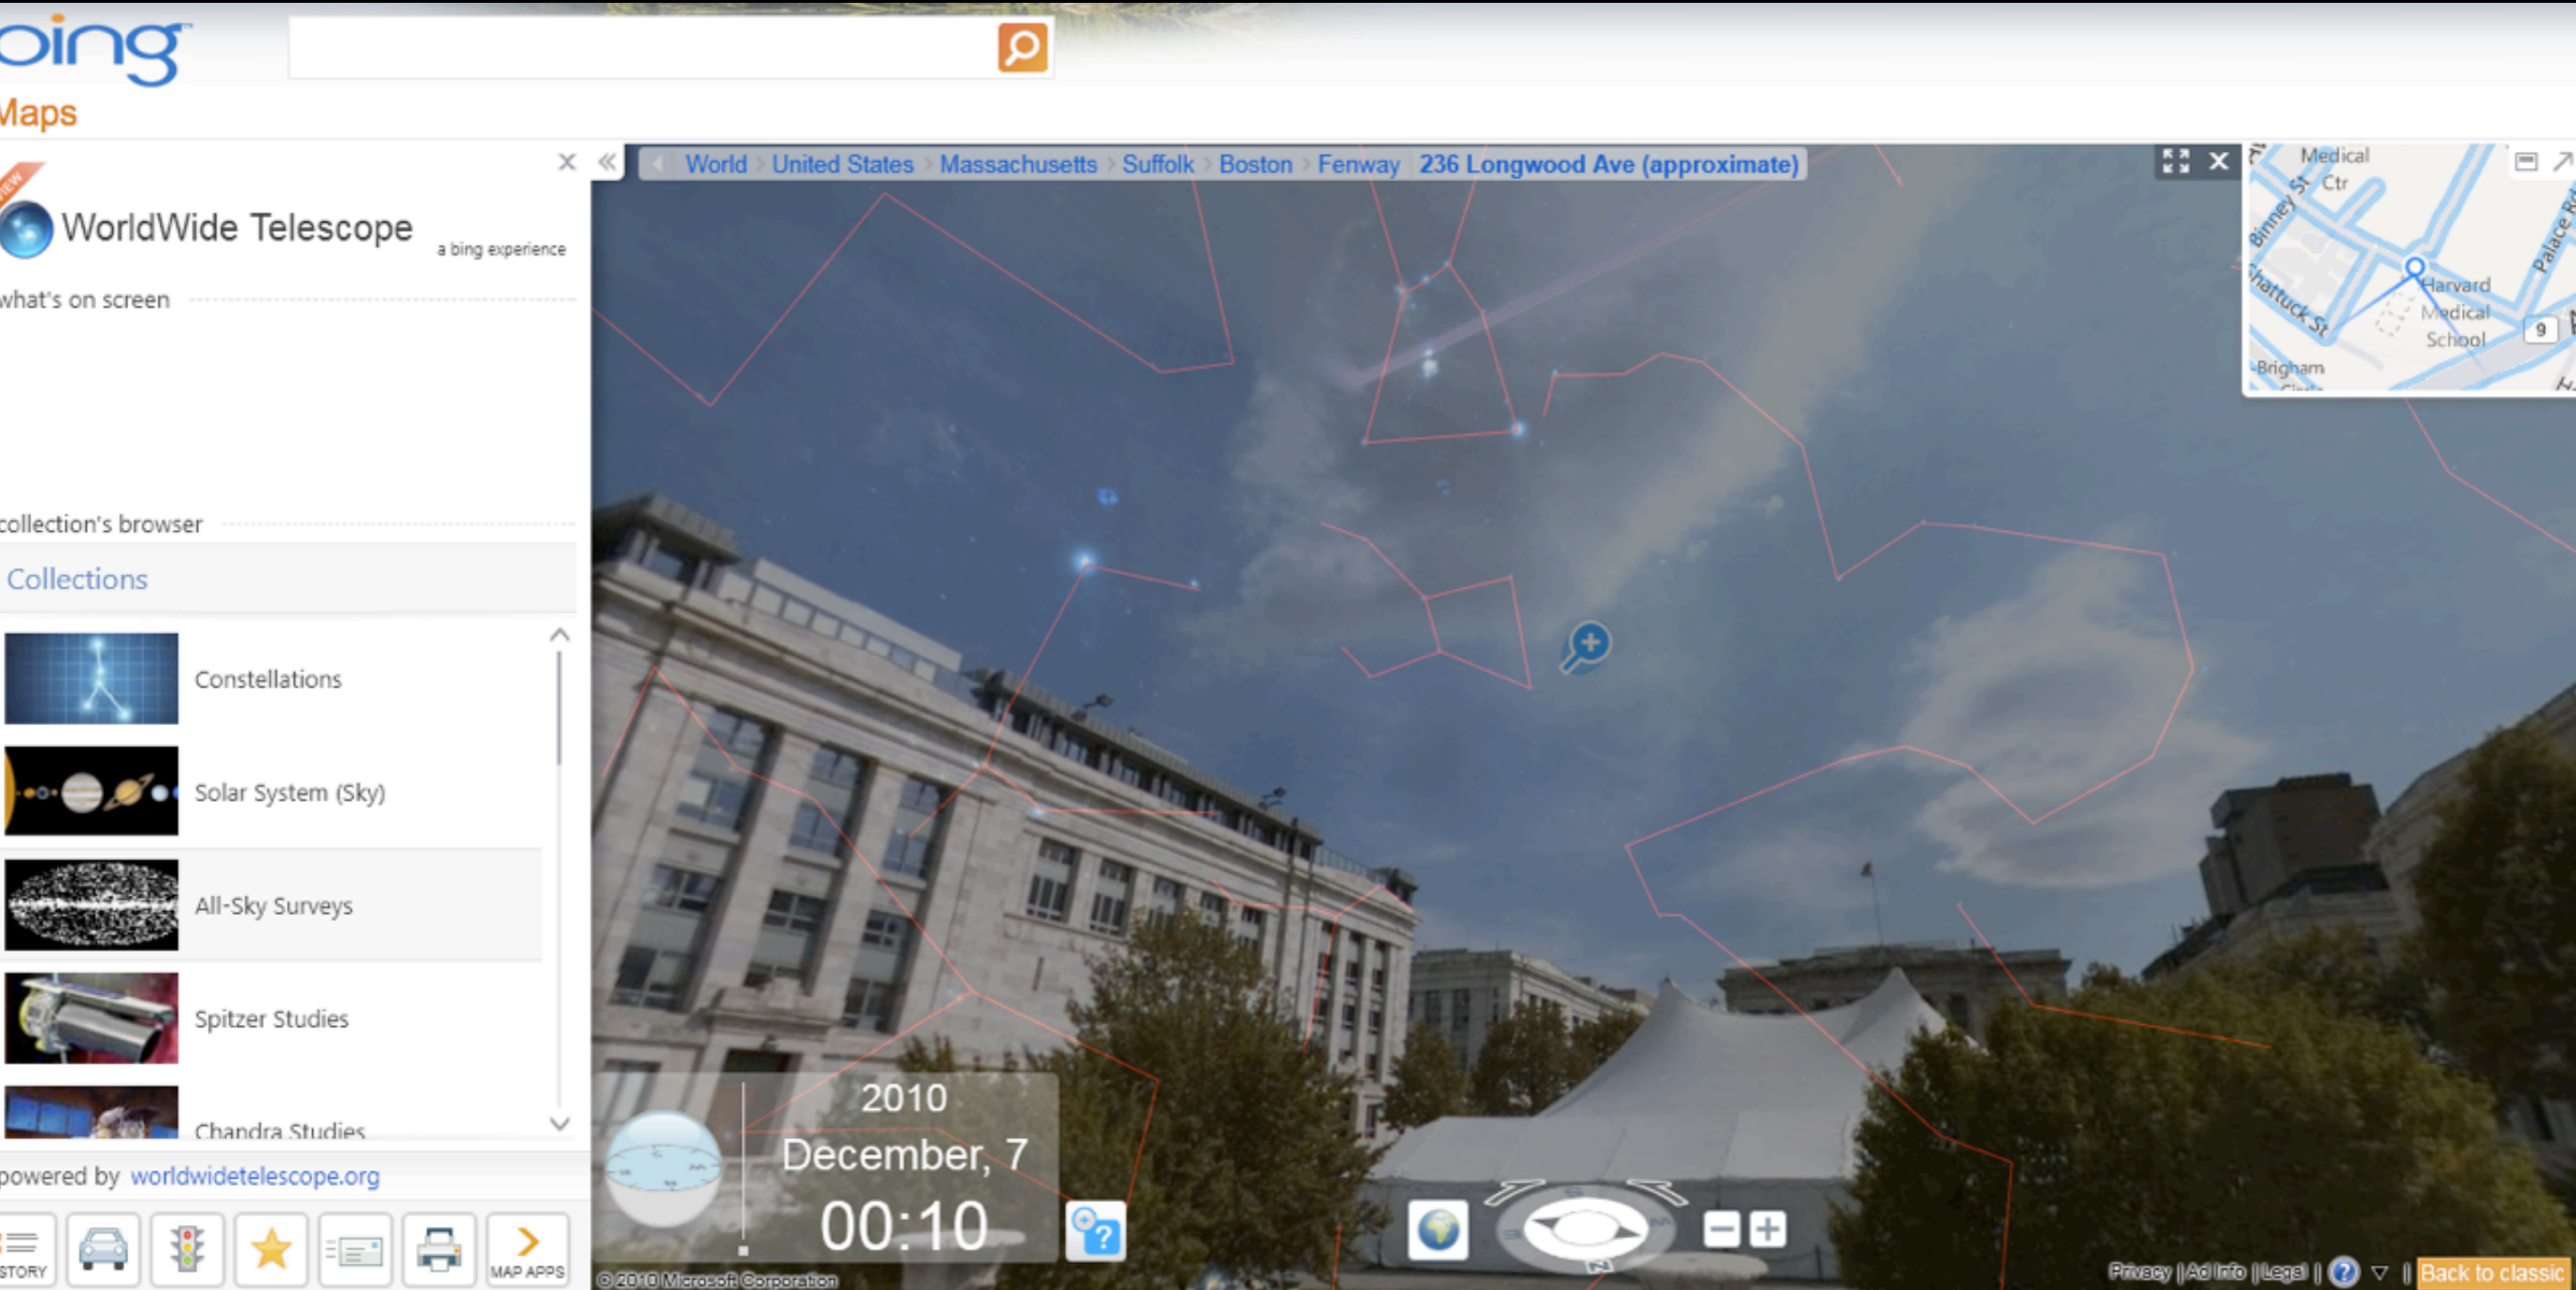 bing
Maps
WorldWide Telescope
a bing experience
what's on screen
collection's browser
Collections
Constellations
Solar System (Sky)
All-Sky Surveys
Spitzer Studies
Chandra Studies
powered by worldwidetelescope.org
STORY
MAP APPS
World United States Massachusetts Suffolk Boston Fenway 236 Longwood Ave (approximate)
Medical
Ctr
Binney St
Palace Rd
Shattuck St
Harvard
Medical
School
9
Brigham
2010
December, 7
00:10
?
N
© 2010 Microsoft Corporation
Privacy | Ad Info | Legal | ? | Back to classic